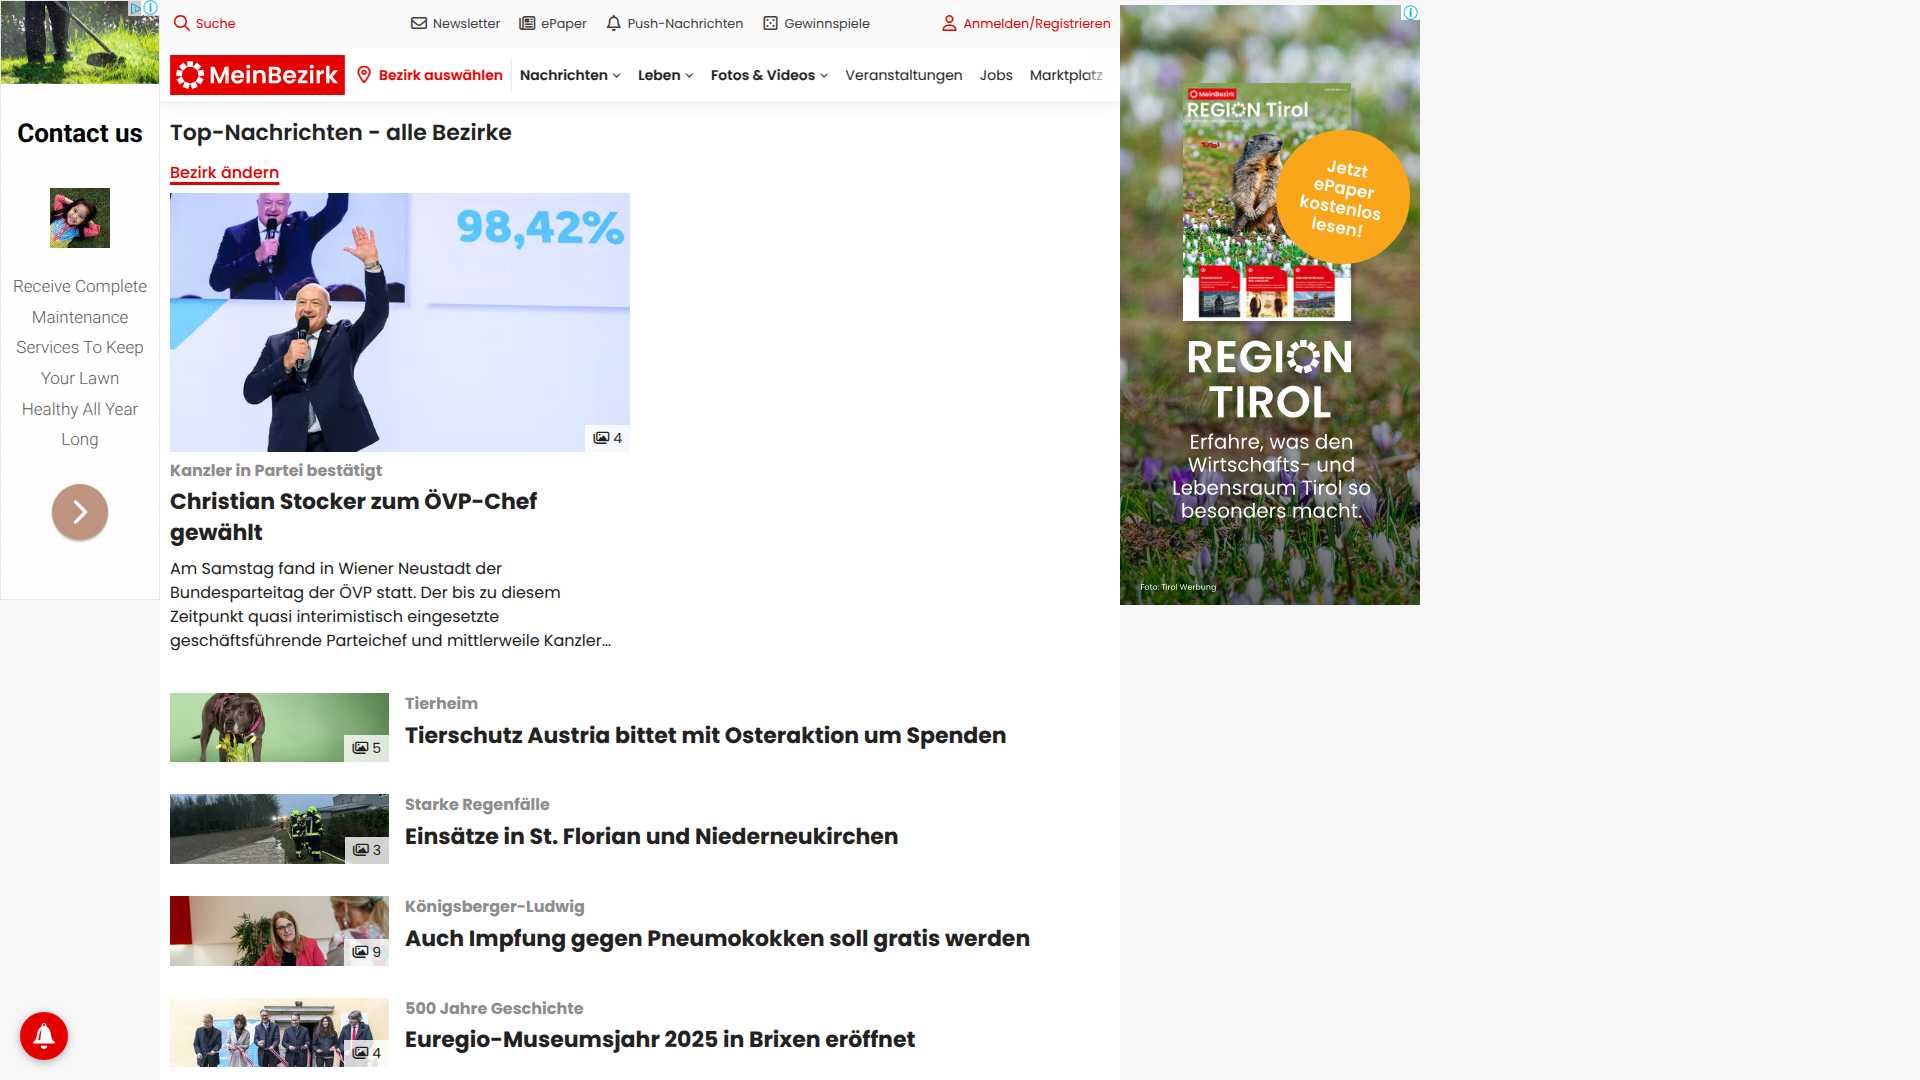 Suche
Newsletter
ePaper
Push-Nachrichten
Gewinnspiele
Anmelden/Registrieren
MeinBezirk
Bezirk auswählen
Nachrichten
Leben
Fotos & Videos
Veranstaltungen
Jobs
Marktplatz
Contact us
Receive Complete
Maintenance
Services To Keep
Your Lawn
Healthy All Year
Long
Top-Nachrichten - alle Bezirke
Bezirk ändern
98,42%
4
Kanzler in Partei bestätigt
Christian Stocker zum ÖVP-Chef
gewählt
Am Samstag fand in Wiener Neustadt der
Bundesparteitag der ÖVP statt. Der bis zu diesem
Zeitpunkt quasi interimistisch eingesetzte
geschäftsführende Parteichef und mittlerweile Kanzler...
5
Tierheim
Tierschutz Austria bittet mit Osteraktion um Spenden
3
Starke Regenfälle
Einsätze in St. Florian und Niederneukirchen
9
Königsberger-Ludwig
Auch Impfung gegen Pneumokokken soll gratis werden
4
500 Jahre Geschichte
Euregio-Museumsjahr 2025 in Brixen eröffnet
MeinBezirk
REGION Tirol
Jetzt
ePaper
kostenlos
lesen!
REGION
TIROL
Erfahre, was den
Wirtschafts- und
Lebensraum Tirol so
besonders macht.
Foto: Tirol Werbung